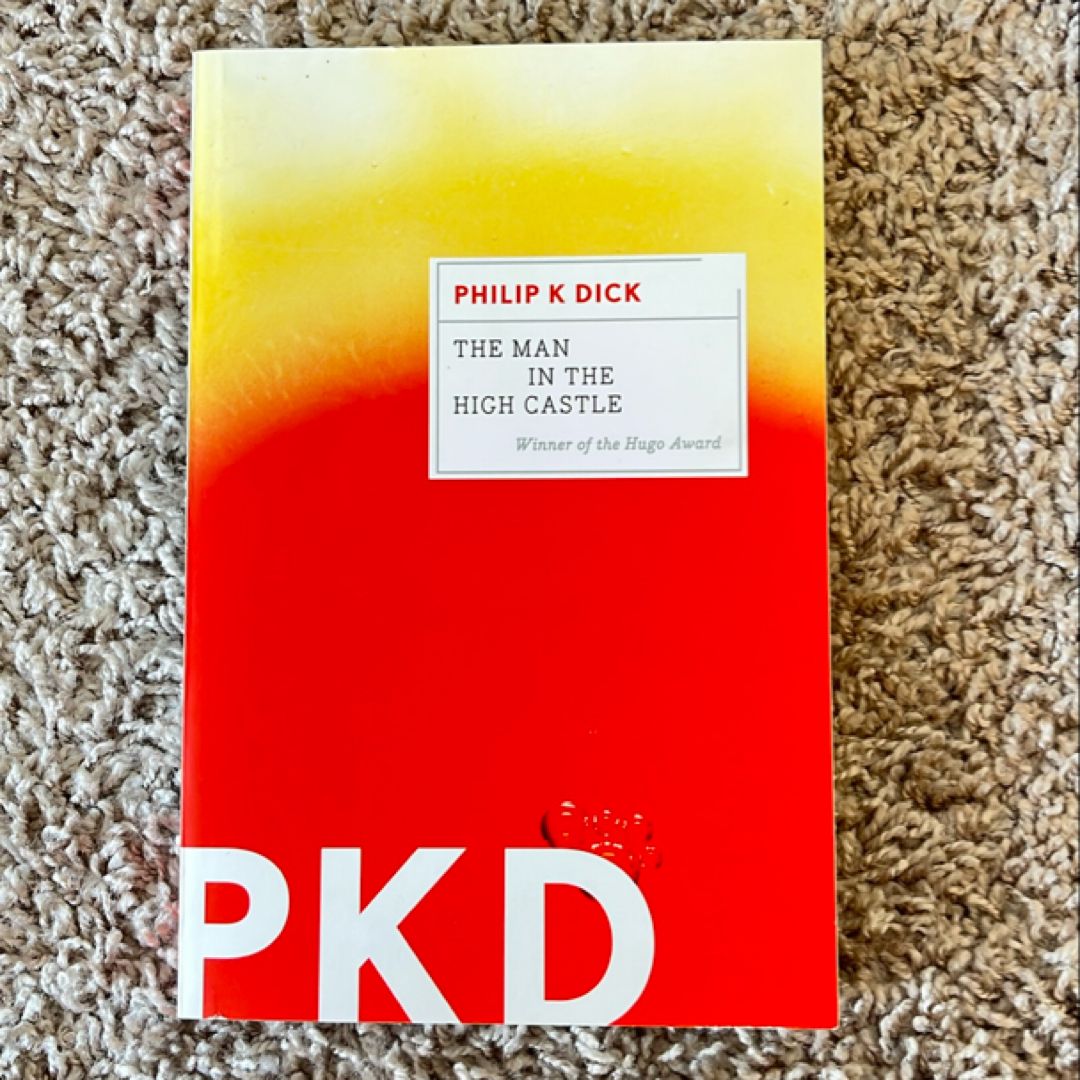 PHILIP K DICK
THE MAN
IN THE
HIGH CASTLE
Winner of the Hugo Award
PKD